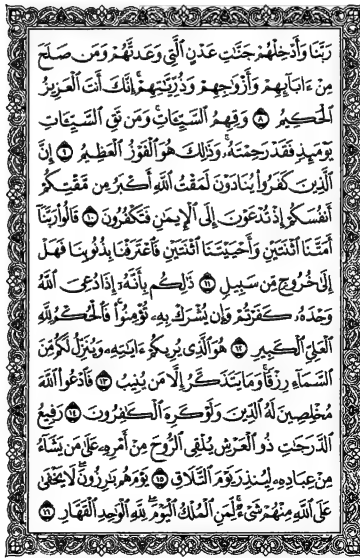 رَبَّنَا وَأَدْخِلْهُمْ جَنَّٰتِ عَدْنٍ ٱلَّتِى وَعَدتَّهُمْ وَمَن صَلَحَ
مِنْ ءَابَآئِهِمْ وَأَزْوَٰجِهِمْ وَذُرِّيَّٰتِهِمْ ۚ إِنَّكَ أَنتَ ٱلْعَزِيزُ
ٱلْحَكِيمُ ٨ وَقِهِمُ ٱلسَّيِّـَٔاتِ ۚ وَمَن تَقِ ٱلسَّيِّـَٔاتِ
يَوْمَئِذٍ فَقَدْ رَحِمْتَهُۥ ۚ وَذَٰلِكَ هُوَ ٱلْفَوْزُ ٱلْعَظِيمُ ٩ إِنَّ
ٱلَّذِينَ كَفَرُوا۟ يُنَادَوْنَ لَمَقْتُ ٱللَّهِ أَكْبَرُ مِن مَّقْتِكُمْ
أَنفُسَكُمْ إِذْ تُدْعَوْنَ إِلَى ٱلْإِيمَٰنِ فَتَكْفُرُونَ ١٠ قَالُوا۟ رَبَّنَآ
أَمَتَّنَا ٱثْنَتَيْنِ وَأَحْيَيْتَنَا ٱثْنَتَيْنِ فَٱعْتَرَفْنَا بِذُنُوبِنَا فَهَلْ
إِلَىٰ خُرُوجٍ مِّن سَبِيلٍ ١١ ذَٰلِكُم بِأَنَّهُۥٓ إِذَا دُعِىَ ٱللَّهُ
وَحْدَهُۥ كَفَرْتُمْ ۖ وَإِن يُشْرَكْ بِهِۦ تُؤْمِنُوا۟ ۚ فَٱلْحُكْمُ لِلَّهِ
ٱلْعَلِىِّ ٱلْكَبِيرِ ١٢ هُوَ ٱلَّذِى يُرِيكُمْ ءَايَٰتِهِۦ وَيُنَزِّلُ لَكُم مِّنَ
ٱلسَّمَآءِ رِزْقًا ۚ وَمَا يَتَذَكَّرُ إِلَّا مَن يُنِيبُ ١٣ فَٱدْعُوا۟ ٱللَّهَ
مُخْلِصِينَ لَهُ ٱلدِّينَ وَلَوْ كَرِهَ ٱلْكَٰفِرُونَ ١٤ رَفِيعُ
ٱلدَّرَجَٰتِ ذُو ٱلْعَرْشِ يُلْقِى ٱلرُّوحَ مِنْ أَمْرِهِۦ عَلَىٰ مَن يَشَآءُ
مِنْ عِبَادِهِۦ لِيُنذِرَ يَوْمَ ٱلتَّلَاقِ ١٥ يَوْمَ هُم بَٰرِزُونَ ۖ لَا يَخْفَىٰ
عَلَى ٱللَّهِ مِنْهُمْ شَىْءٌ ۚ لِّمَنِ ٱلْمُلْكُ ٱلْيَوْمَ ۖ لِلَّهِ ٱلْوَٰحِدِ ٱلْقَهَّارِ ١٦